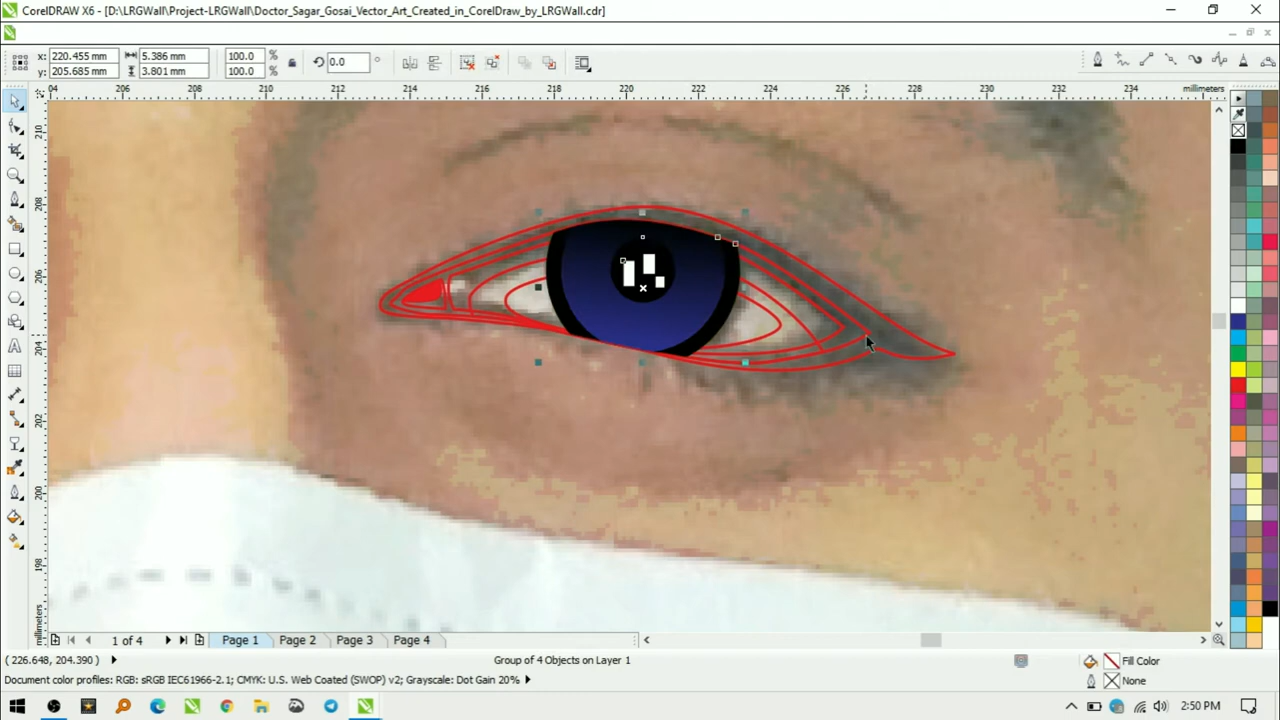 CorelDRAW X6 - [D:\LRGWall\Project-LRGWall\Doctor_Sagar_Gosai_Vector_Art_Created_in_CorelDraw_by_LRGWall.cdr]
x: 220.455 mm 5.386 mm 100.0 % 0.0 °
y: 205.685 mm 3.801 mm 100.0 %
04 206 208 210 212 214 216 218 220 222 224 226 228 230 232 234 millimeters
210
208
206
204
202
200
198
millimeters
1 of 4 Page 1 Page 2 Page 3 Page 4
(226.648, 204.390) Group of 4 Objects on Layer 1 Fill Color
Document color profiles: RGB: sRGB IEC61966-2.1; CMYK: U.S. Web Coated (SWOP) v2; Grayscale: Dot Gain 20% None
2:50 PM